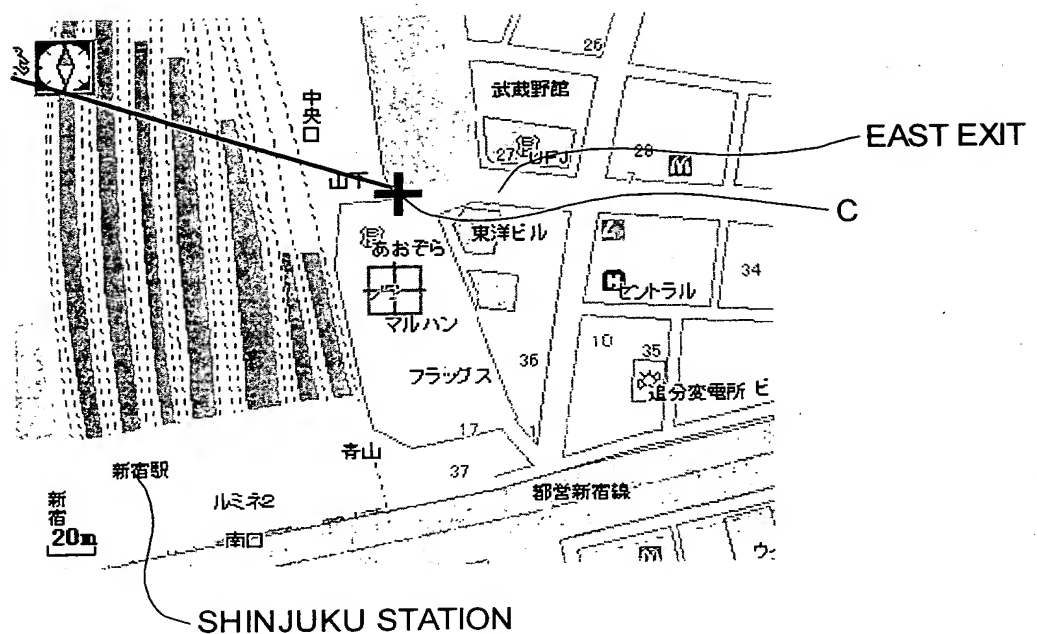 26
武蔵野館
中央口
27 UFJ
28
EAST EXIT
山下
C
東洋ビル
あおぞら
34
セントラル
マルハン
10
35
36
フラッグス
追分変電所 ビ
17
1
青山
37
新宿駅
都営新宿線
ルミネ2
新宿
20m
南口
ウ
SHINJUKU STATION